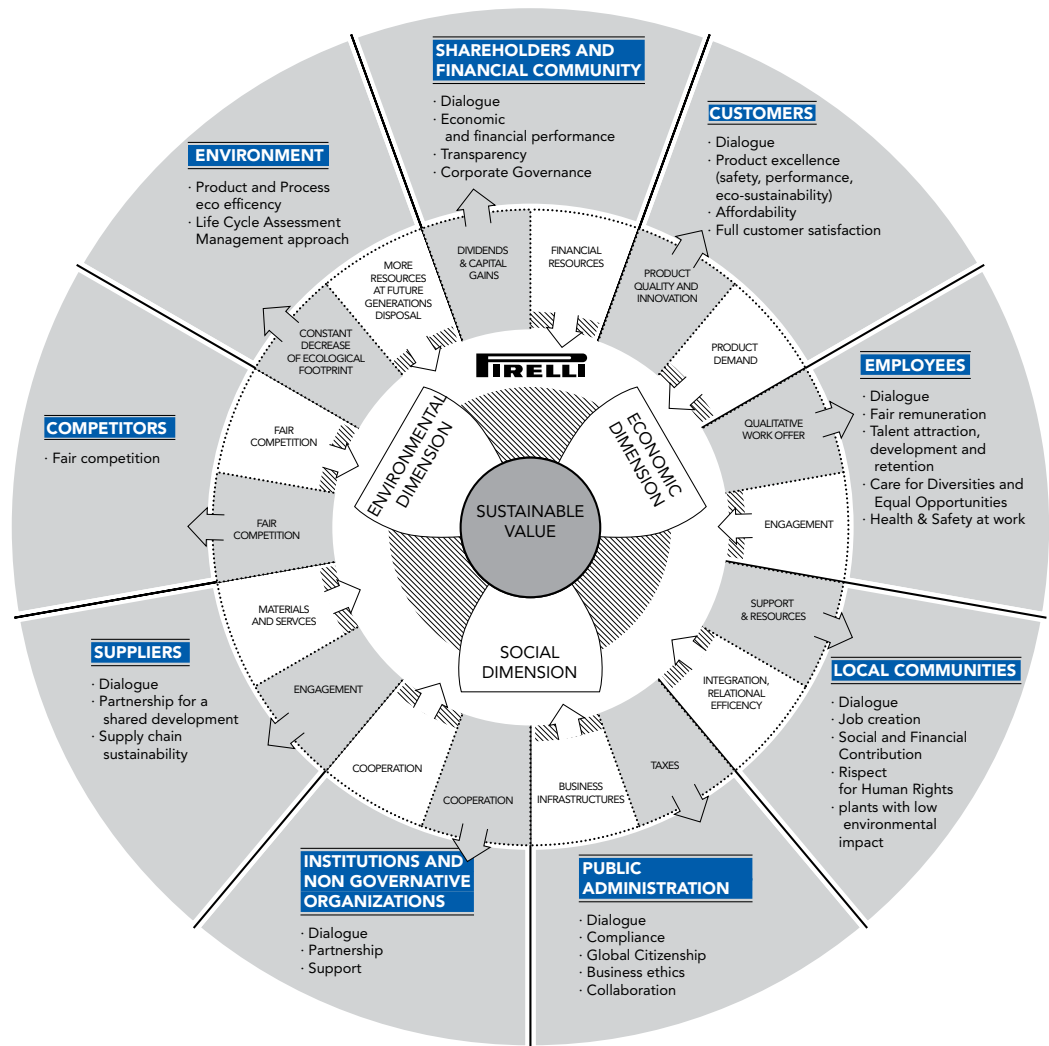 SHAREHOLDERS AND
FINANCIAL COMMUNITY
· Dialogue
· Economic
and financial performance
· Transparency
· Corporate Governance
CUSTOMERS
· Dialogue
· Product excellence
(safety, performance,
eco-sustainability)
· Affordability
· Full customer satisfaction
EMPLOYEES
· Dialogue
· Fair remuneration
· Talent attraction,
development and
retention
· Care for Diversities and
Equal Opportunities
· Health & Safety at work
LOCAL COMMUNITIES
· Dialogue
· Job creation
· Social and Financial
Contribution
· Rispect
for Human Rights
· plants with low
environmental
impact
PUBLIC
ADMINISTRATION
· Dialogue
· Compliance
· Global Citizenship
· Business ethics
· Collaboration
INSTITUTIONS AND
NON GOVERNATIVE
ORGANIZATIONS
· Dialogue
· Partnership
· Support
SUPPLIERS
· Dialogue
· Partnership for a
shared development
· Supply chain
sustainability
COMPETITORS
· Fair competition
ENVIRONMENT
· Product and Process
eco efficency
· Life Cycle Assessment
Management approach
DIVIDENDS
& CAPITAL
GAINS
FINANCIAL
RESOURCES
PRODUCT
QUALITY AND
INNOVATION
PRODUCT
DEMAND
QUALITATIVE
WORK OFFER
ENGAGEMENT
SUPPORT
& RESOURCES
INTEGRATION,
RELATIONAL
EFFICENCY
TAXES
BUSINESS
INFRASTRUCTURES
COOPERATION
COOPERATION
ENGAGEMENT
MATERIALS
AND SERVCES
FAIR
COMPETITION
FAIR
COMPETITION
CONSTANT
DECREASE
OF ECOLOGICAL
FOOTPRINT
MORE
RESOURCES
AT FUTURE
GENERATIONS
DISPOSAL
PIRELLI
ENVIRONMENTAL
DIMENSION
ECONOMIC
DIMENSION
SUSTAINABLE
VALUE
SOCIAL
DIMENSION